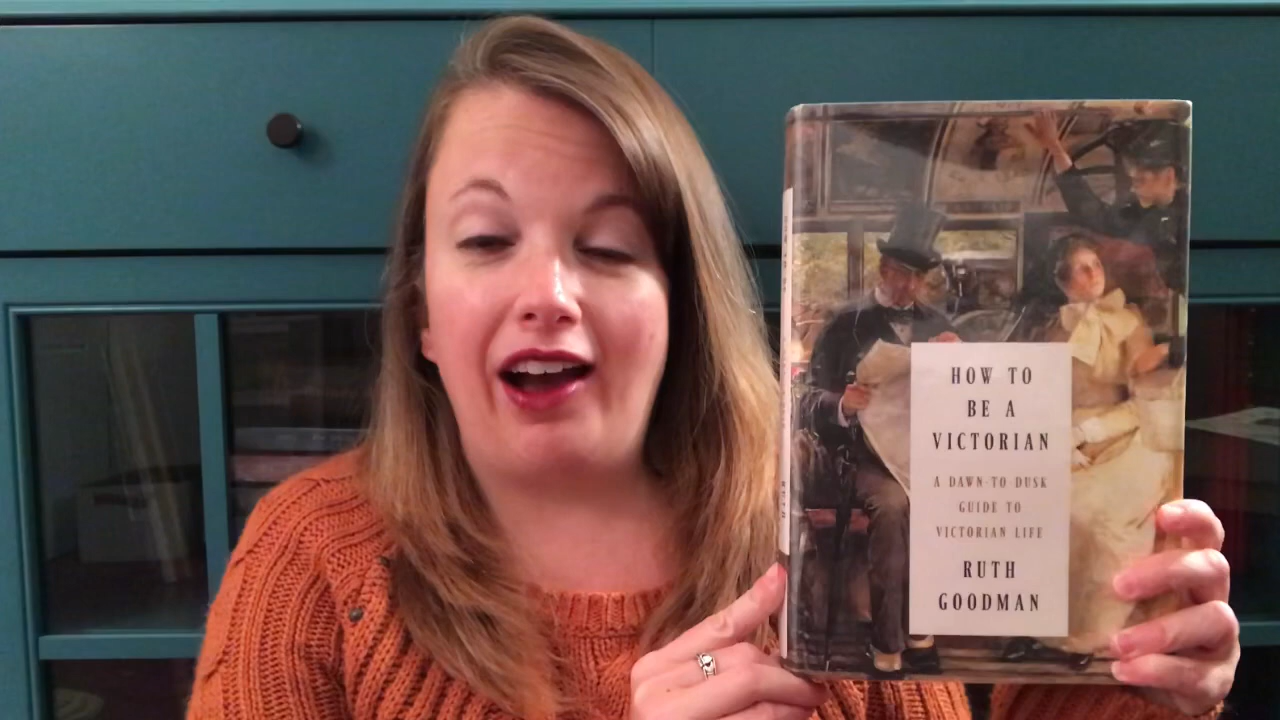 HOW TO
BE A
VICTORIAN
A DAWN-TO-DUSK
GUIDE TO
VICTORIAN LIFE
RUTH
GOODMAN